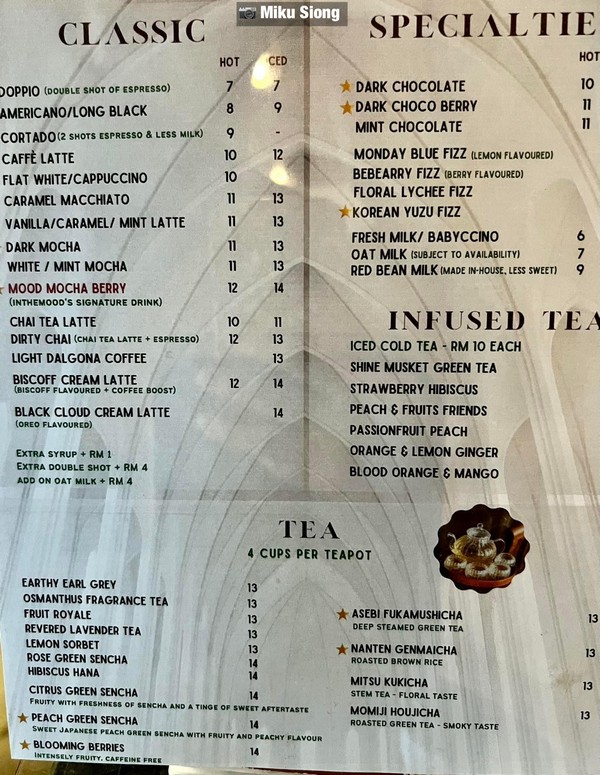 Miku Siong
CLASSIC
HOT CED
DOPPIO (DOUBLE SHOT OF ESPRESSO) 7 7
AMERICANO/LONG BLACK 8 9
CORTADO (2 SHOTS ESPRESSO & LESS MILK) 9 -
CAFFÈ LATTE 10 12
FLAT WHITE/CAPPUCCINO 10
CARAMEL MACCHIATO 11 13
VANILLA/CARAMEL/ MINT LATTE 11 13
DARK MOCHA 11 13
WHITE / MINT MOCHA 11 13
MOOD MOCHA BERRY 12 14
(INTHEMOOD'S SIGNATURE DRINK)
CHAI TEA LATTE 10 11
DIRTY CHAI (CHAI TEA LATTE + ESPRESSO) 12 13
LIGHT DALGONA COFFEE 13
BISCOFF CREAM LATTE 12 14
(BISCOFF FLAVOURED + COFFEE BOOST)
BLACK CLOUD CREAM LATTE 14
(OREO FLAVOURED)
EXTRA SYRUP + RM 1
EXTRA DOUBLE SHOT + RM 4
ADD ON OAT MILK + RM 4
SPECIALTIE
HOT
DARK CHOCOLATE 10
DARK CHOCO BERRY 11
MINT CHOCOLATE 11
MONDAY BLUE FIZZ (LEMON FLAVOURED)
BEBEARRY FIZZ (BERRY FLAVOURED)
FLORAL LYCHEE FIZZ
KOREAN YUZU FIZZ
FRESH MILK/ BABYCCINO 6
OAT MILK (SUBJECT TO AVAILABILITY) 7
RED BEAN MILK (MADE IN-HOUSE, LESS SWEET) 9
INFUSED TEA
ICED COLD TEA - RM 10 EACH
SHINE MUSKET GREEN TEA
STRAWBERRY HIBISCUS
PEACH & FRUITS FRIENDS
PASSIONFRUIT PEACH
ORANGE & LEMON GINGER
BLOOD ORANGE & MANGO
TEA
4 CUPS PER TEAPOT
EARTHY EARL GREY 13
OSMANTHUS FRAGRANCE TEA 13
FRUIT ROYALE 13
REVERED LAVENDER TEA 13
LEMON SORBET 13
ROSE GREEN SENCHA 14
HIBISCUS HANA 14
CITRUS GREEN SENCHA 14
FRUITY WITH FRESHNESS OF SENCHA AND A TINGE OF SWEET AFTERTASTE
PEACH GREEN SENCHA 14
SWEET JAPANESE PEACH GREEN SENCHA WITH FRUITY AND PEACHY FLAVOUR
BLOOMING BERRIES 14
INTENSELY FRUITY, CAFFEINE FREE
ASEBI FUKAMUSHICHA 13
DEEP STEAMED GREEN TEA
NANTEN GENMAICHA 13
ROASTED BROWN RICE
MITSU KUKICHA 13
STEM TEA - FLORAL TASTE
MOMIJI HOUJICHA 13
ROASTED GREEN TEA - SMOKY TASTE